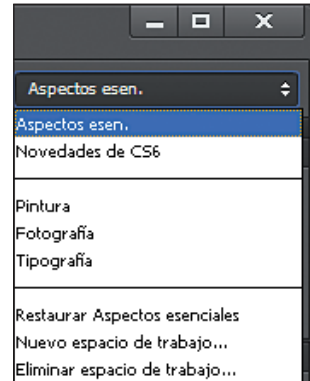 Aspectos esen.
Aspectos esen.
Novedades de CS6
Pintura
Fotografía
Tipografía
Restaurar Aspectos esenciales
Nuevo espacio de trabajo...
Eliminar espacio de trabajo...